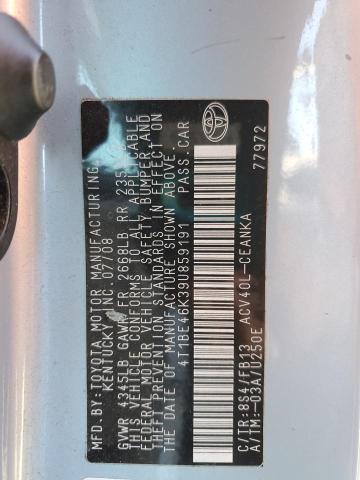 MFD. BY: TOYOTA MOTOR MANUFACTURING
KENTUCKY INC. 07/08
GVWR 4345LB GAWR FR 2668LB RR 235
THIS VEHICLE CONFORMS TO ALL APPLICABLE
FEDERAL MOTOR VEHICLE SAFETY, BUMPER, AND
THEFT PREVENTION STANDARDS IN EFFECT ON
THE DATE OF MANUFACTURE SHOWN ABOVE.
4T1BE46K39U859191 PASS.CAR
C/TR:8S4/FB13 ACV40L-CEANKA
A/TM:-03A/U250E 77972